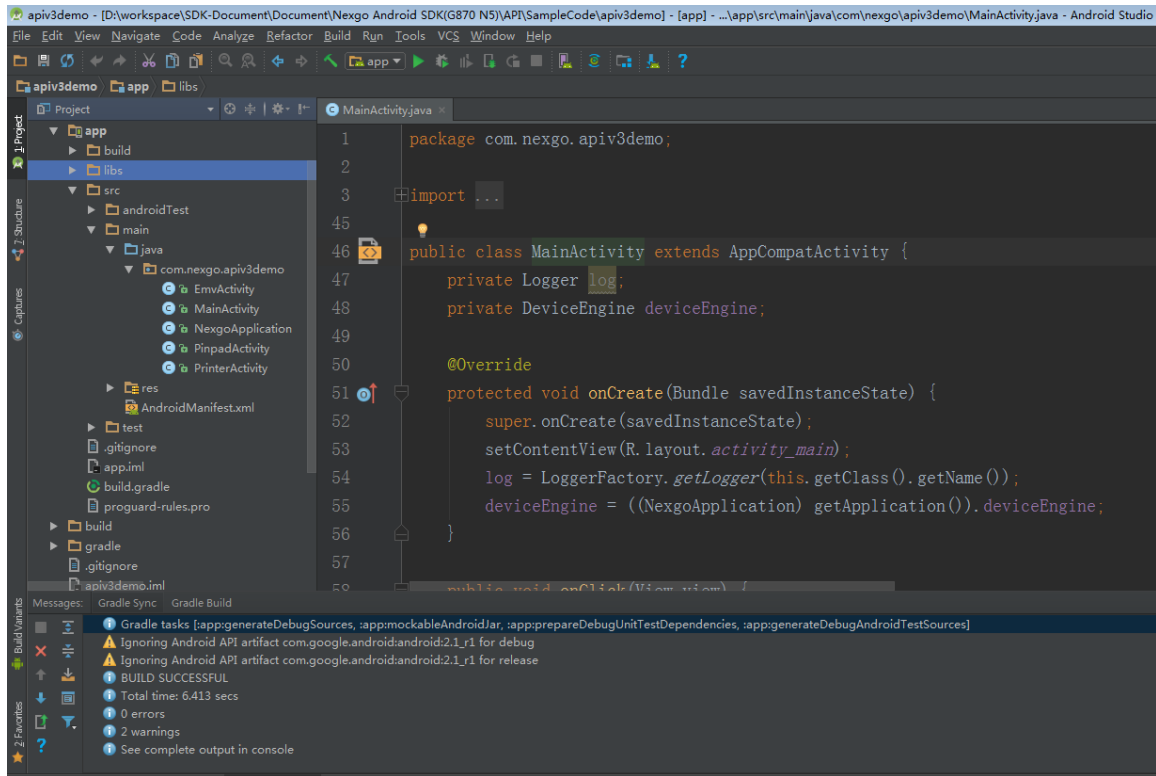 apiv3demo - [D:\workspace\SDK-Document\Document\Nexgo Android SDK(G870 N5)\API\SampleCode\apiv3demo] - [app] - ...\app\src\main\java\com\nexgo\apiv3demo\MainActivity.java - Android Studio
File Edit View Navigate Code Analyze Refactor Build Run Tools VCS Window Help
app
apiv3demo app libs
Project
MainActivity.java
1: Project
7: Structure
Captures
Build Variants
2: Favorites
app
build
libs
src
androidTest
main
java
com.nexgo.apiv3demo
EmvActivity
MainActivity
NexgoApplication
PinpadActivity
PrinterActivity
res
AndroidManifest.xml
test
.gitignore
app.iml
build.gradle
proguard-rules.pro
build
gradle
.gitignore
apiv3demo.iml
1 package com.nexgo.apiv3demo;
2
3 import ...
45
46 public class MainActivity extends AppCompatActivity {
47 private Logger log;
48 private DeviceEngine deviceEngine;
49
50 @Override
51 protected void onCreate(Bundle savedInstanceState) {
52 super.onCreate(savedInstanceState);
53 setContentView(R.layout.activity_main);
54 log = LoggerFactory.getLogger(this.getClass().getName());
55 deviceEngine = ((NexgoApplication) getApplication()).deviceEngine;
56 }
57
58 public void onClick(View view) {
Messages: Gradle Sync Gradle Build
Gradle tasks [:app:generateDebugSources, :app:mockableAndroidJar, :app:prepareDebugUnitTestDependencies, :app:generateDebugAndroidTestSources]
Ignoring Android API artifact com.google.android:android:2.1_r1 for debug
Ignoring Android API artifact com.google.android:android:2.1_r1 for release
BUILD SUCCESSFUL
Total time: 6.413 secs
0 errors
2 warnings
See complete output in console